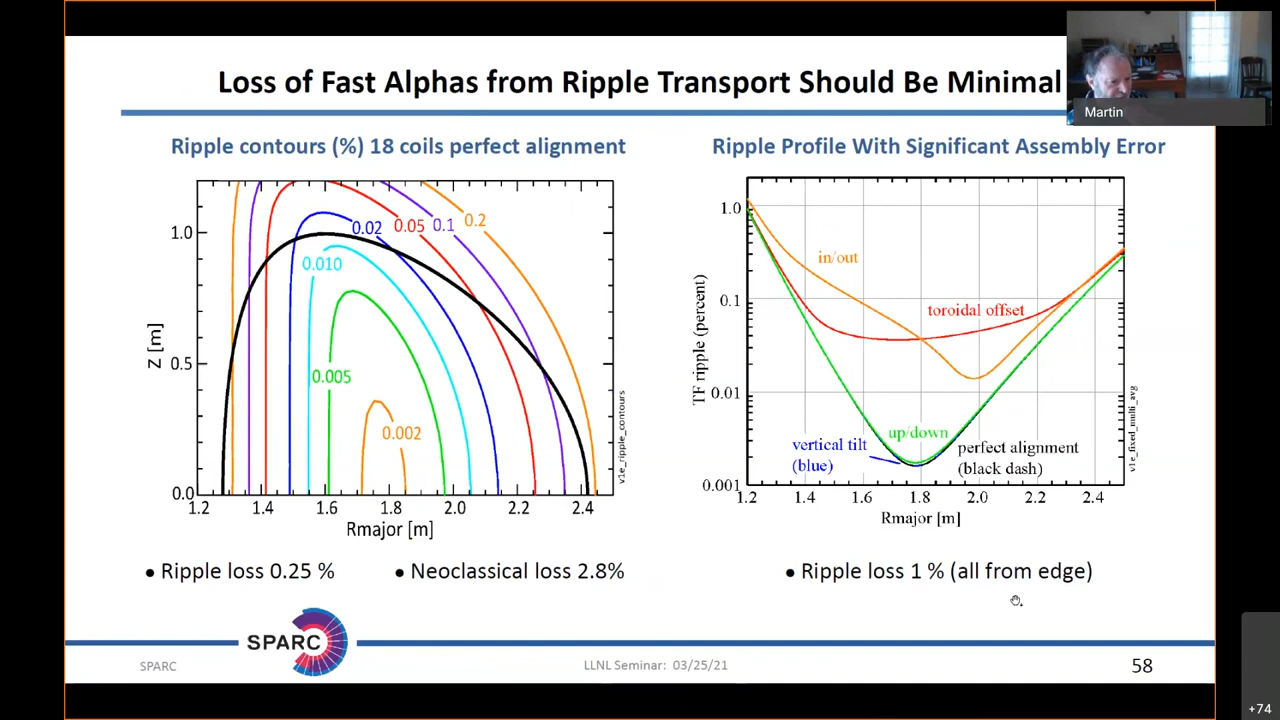 Loss of Fast Alphas from Ripple Transport Should Be Minimal
Martin
Ripple contours (%) 18 coils perfect alignment
0.02
0.05
0.1
0.2
0.010
0.005
0.002
1.0
0.5
0.0
Z [m]
1.2 1.4 1.6 1.8 2.0 2.2 2.4
Rmajor [m]
v1e_ripple_contours
Ripple Profile With Significant Assembly Error
1.0
0.1
0.01
0.001
TF ripple (percent)
in/out
toroidal offset
up/down
vertical tilt
(blue)
perfect alignment
(black dash)
1.2 1.4 1.6 1.8 2.0 2.2 2.4
Rmajor [m]
v1e_fixed_multi_avg
• Ripple loss 0.25 %
• Neoclassical loss 2.8%
• Ripple loss 1 % (all from edge)
SPARC
SPARC
LLNL Seminar: 03/25/21
58
+74